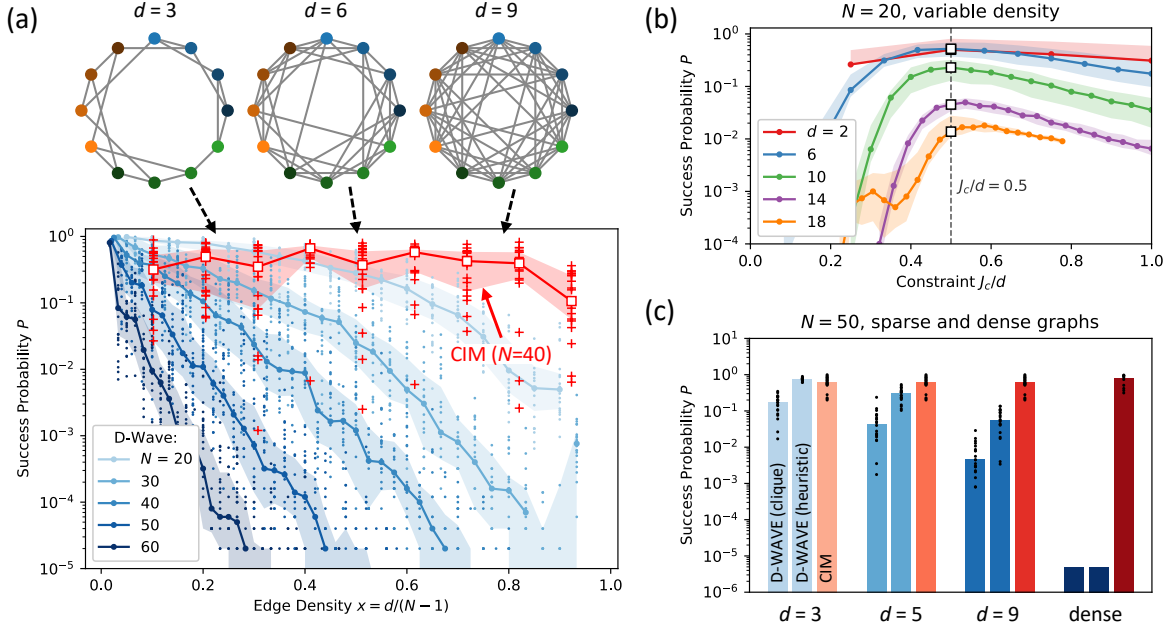 (a)
d = 3
d = 6
d = 9
10^0
10^-1
10^-2
10^-3
10^-4
10^-5
Success Probability P
CIM (N=40)
D-Wave:
N = 20
30
40
50
60
0.0 0.2 0.4 0.6 0.8 1.0
Edge Density x = d/(N − 1)
(b)
N = 20, variable density
10^0
10^-1
10^-2
10^-3
10^-4
Success Probability P
d = 2
6
10
14
18
J_c/d = 0.5
0.0 0.2 0.4 0.6 0.8 1.0
Constraint J_c/d
(c)
N = 50, sparse and dense graphs
10^1
10^0
10^-1
10^-2
10^-3
10^-4
10^-5
10^-6
Success Probability P
D-WAVE (clique)
D-WAVE (heuristic)
CIM
d = 3
d = 5
d = 9
dense